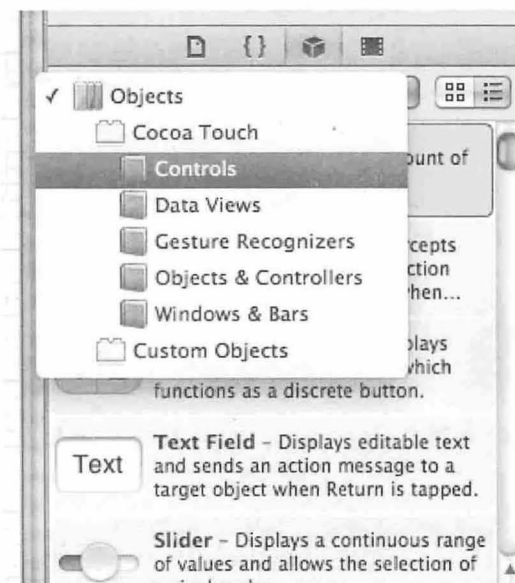 { }
✓ Objects
Cocoa Touch
Controls
Data Views
Gesture Recognizers
Objects & Controllers
Windows & Bars
Custom Objects
ount of
cepts
ction
hen...
plays
which
functions as a discrete button.
Text
Text Field – Displays editable text
and sends an action message to a
target object when Return is tapped.
Slider – Displays a continuous range
of values and allows the selection of